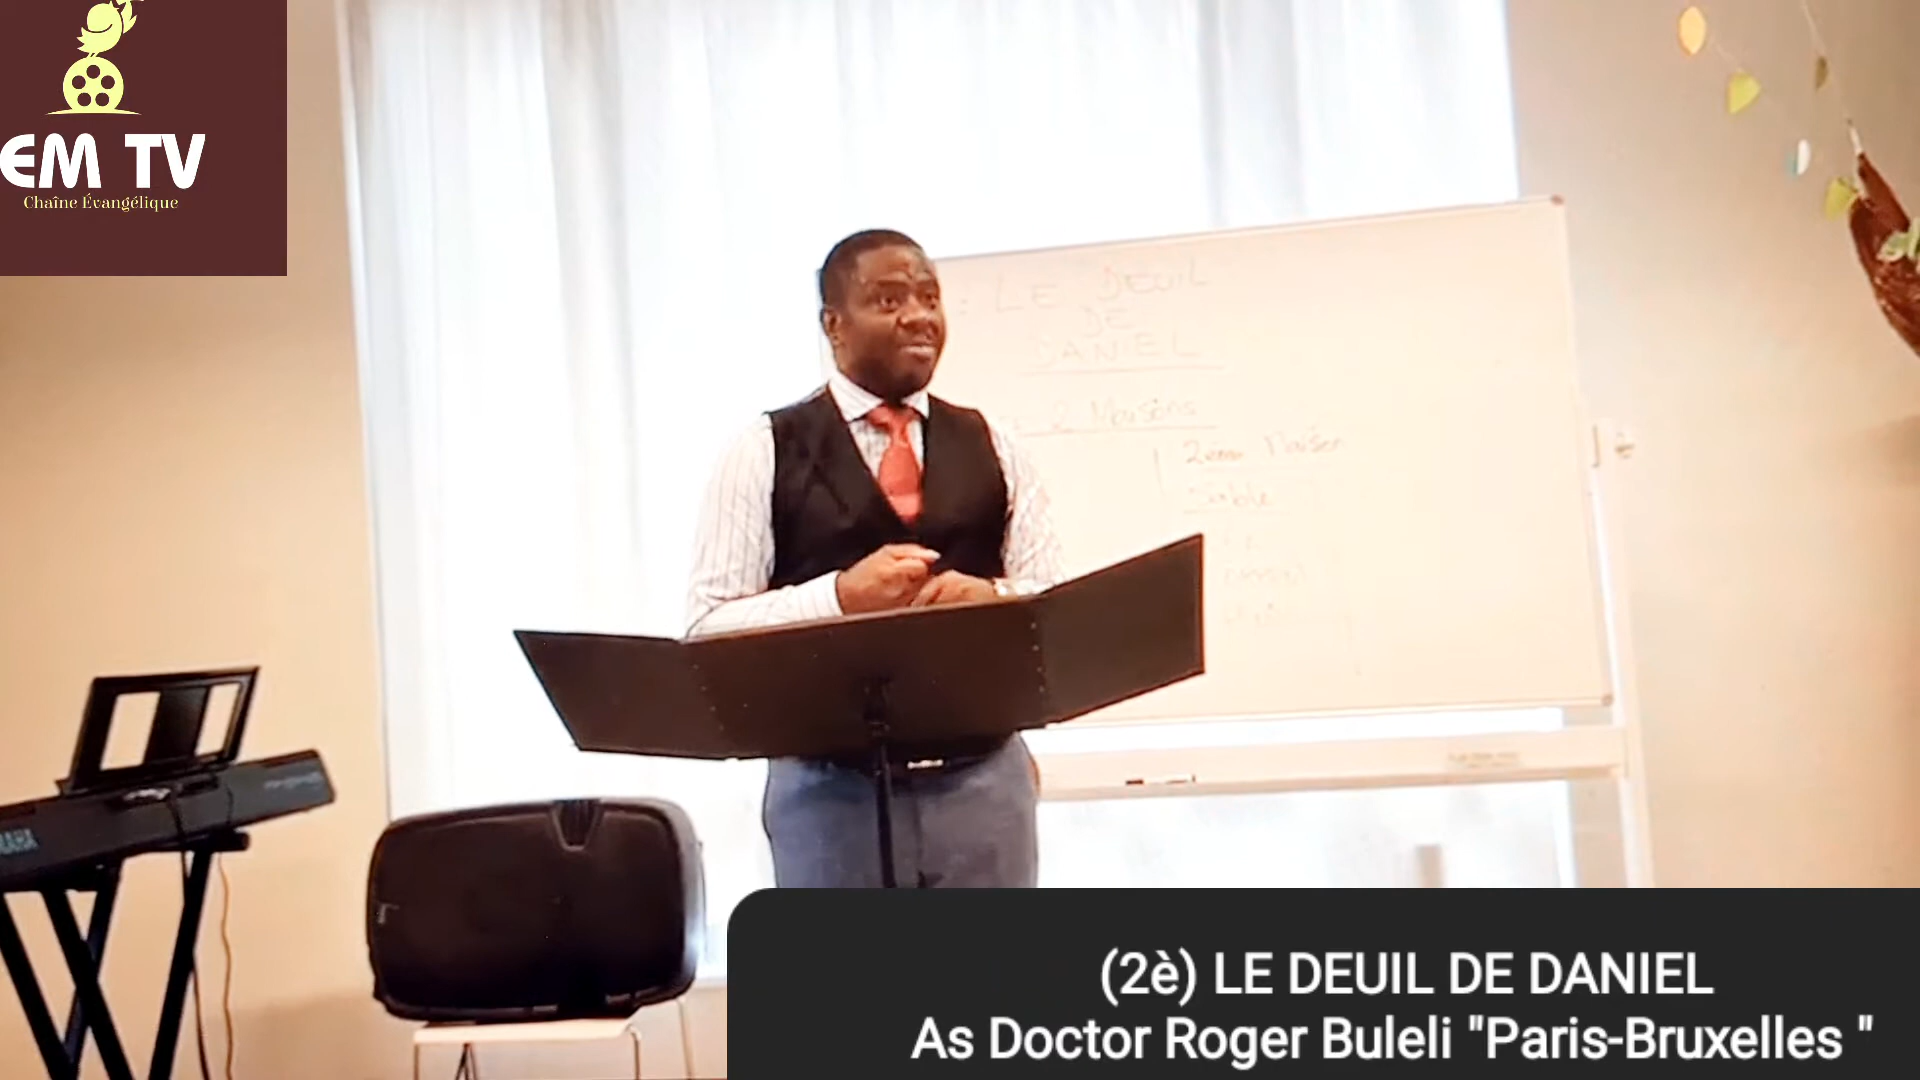 EM TV
Chaîne Évangélique
LE DEUIL
DE
DANIEL
2 Maisons
2ème Maison
Sable
(2è) LE DEUIL DE DANIEL
As Doctor Roger Buleli "Paris-Bruxelles "